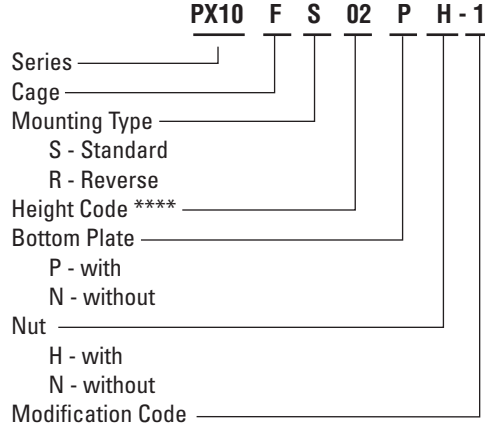 PX10 F S 02 P H - 1
Series
Cage
Mounting Type
S - Standard
R - Reverse
Height Code ****
Bottom Plate
P - with
N - without
Nut
H - with
N - without
Modification Code